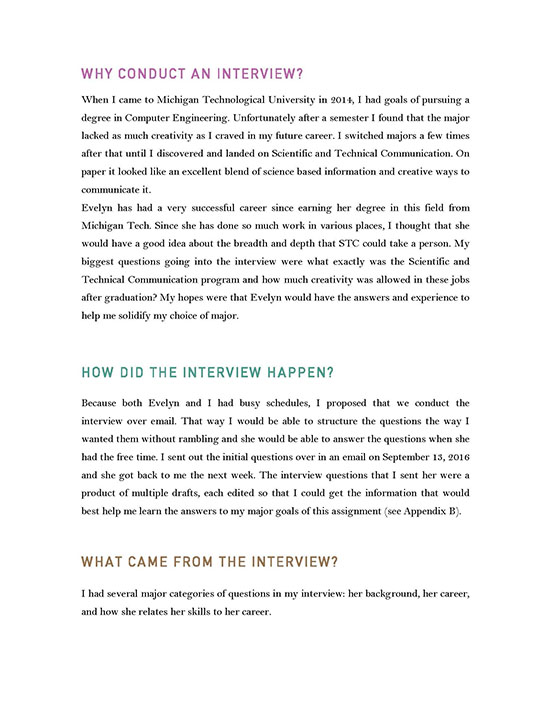 WHY CONDUCT AN INTERVIEW?
When I came to Michigan Technological University in 2014, I had goals of pursuing a
degree in Computer Engineering. Unfortunately after a semester I found that the major
lacked as much creativity as I craved in my future career. I switched majors a few times
after that until I discovered and landed on Scientific and Technical Communication. On
paper it looked like an excellent blend of science based information and creative ways to
communicate it.
Evelyn has had a very successful career since earning her degree in this field from
Michigan Tech. Since she has done so much work in various places, I thought that she
would have a good idea about the breadth and depth that STC could take a person. My
biggest questions going into the interview were what exactly was the Scientific and
Technical Communication program and how much creativity was allowed in these jobs
after graduation? My hopes were that Evelyn would have the answers and experience to
help me solidify my choice of major.
HOW DID THE INTERVIEW HAPPEN?
Because both Evelyn and I had busy schedules, I proposed that we conduct the
interview over email. That way I would be able to structure the questions the way I
wanted them without rambling and she would be able to answer the questions when she
had the free time. I sent out the initial questions over in an email on September 13, 2016
and she got back to me the next week. The interview questions that I sent her were a
product of multiple drafts, each edited so that I could get the information that would
best help me learn the answers to my major goals of this assignment (see Appendix B).
WHAT CAME FROM THE INTERVIEW?
I had several major categories of questions in my interview: her background, her career,
and how she relates her skills to her career.